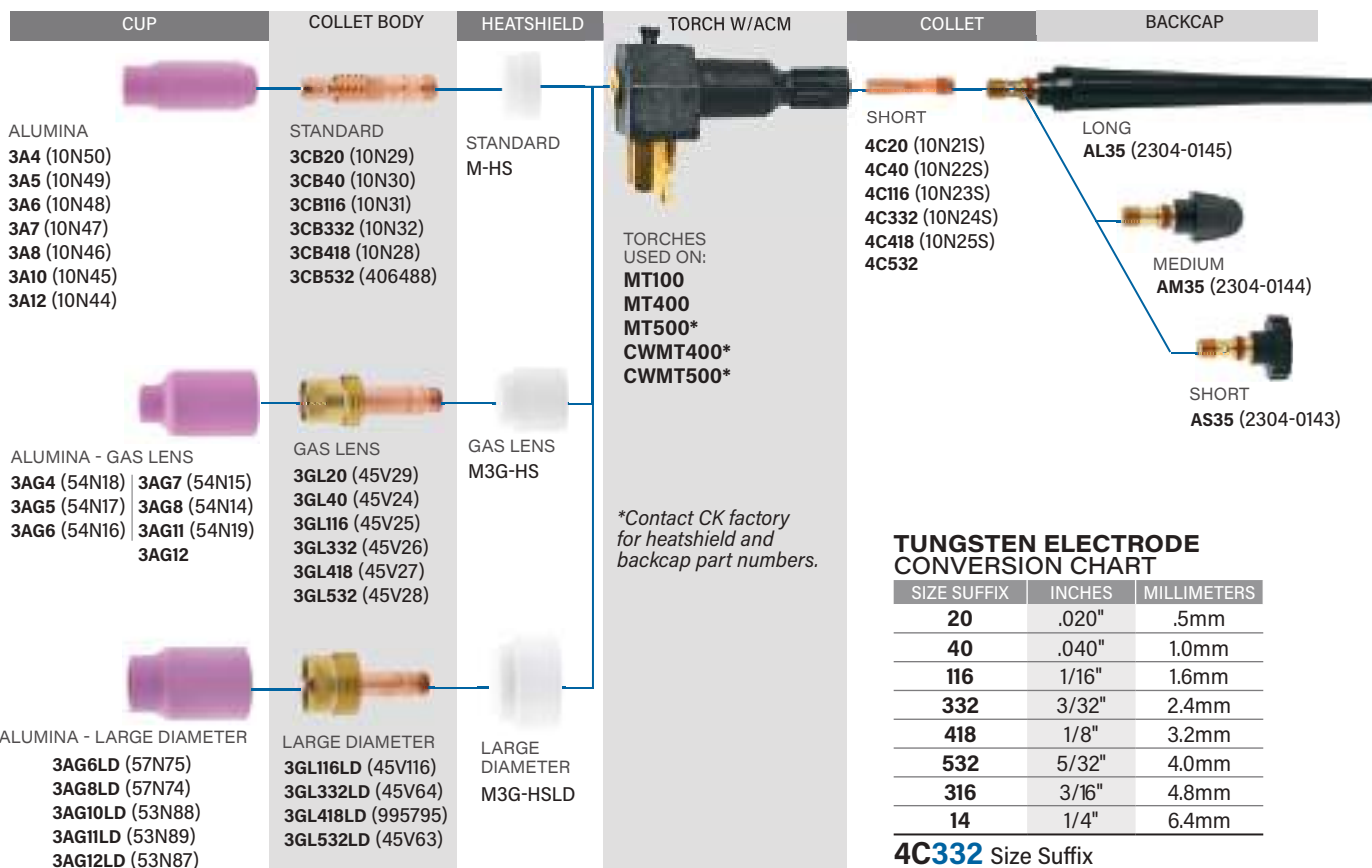 CUP
COLLET BODY
HEATSHIELD
TORCH W/ACM
COLLET
BACKCAP
ALUMINA
3A4 (10N50)
3A5 (10N49)
3A6 (10N48)
3A7 (10N47)
3A8 (10N46)
3A10 (10N45)
3A12 (10N44)
STANDARD
3CB20 (10N29)
3CB40 (10N30)
3CB116 (10N31)
3CB332 (10N32)
3CB418 (10N28)
3CB532 (406488)
STANDARD
M-HS
TORCHES
USED ON:
MT100
MT400
MT500*
CWMT400*
CWMT500*
SHORT
4C20 (10N21S)
4C40 (10N22S)
4C116 (10N23S)
4C332 (10N24S)
4C418 (10N25S)
4C532
LONG
AL35 (2304-0145)
MEDIUM
AM35 (2304-0144)
SHORT
AS35 (2304-0143)
ALUMINA - GAS LENS
3AG4 (54N18) 3AG7 (54N15)
3AG5 (54N17) 3AG8 (54N14)
3AG6 (54N16) 3AG11 (54N19)
3AG12
GAS LENS
3GL20 (45V29)
3GL40 (45V24)
3GL116 (45V25)
3GL332 (45V26)
3GL418 (45V27)
3GL532 (45V28)
GAS LENS
M3G-HS
*Contact CK factory
for heatshield and
backcap part numbers.
ALUMINA - LARGE DIAMETER
3AG6LD (57N75)
3AG8LD (57N74)
3AG10LD (53N88)
3AG11LD (53N89)
3AG12LD (53N87)
LARGE DIAMETER
3GL116LD (45V116)
3GL332LD (45V64)
3GL418LD (995795)
3GL532LD (45V63)
LARGE
DIAMETER
M3G-HSLD
TUNGSTEN ELECTRODE
CONVERSION CHART
SIZE SUFFIX INCHES MILLIMETERS
20 .020" .5mm
40 .040" 1.0mm
116 1/16" 1.6mm
332 3/32" 2.4mm
418 1/8" 3.2mm
532 5/32" 4.0mm
316 3/16" 4.8mm
14 1/4" 6.4mm
4C332 Size Suffix